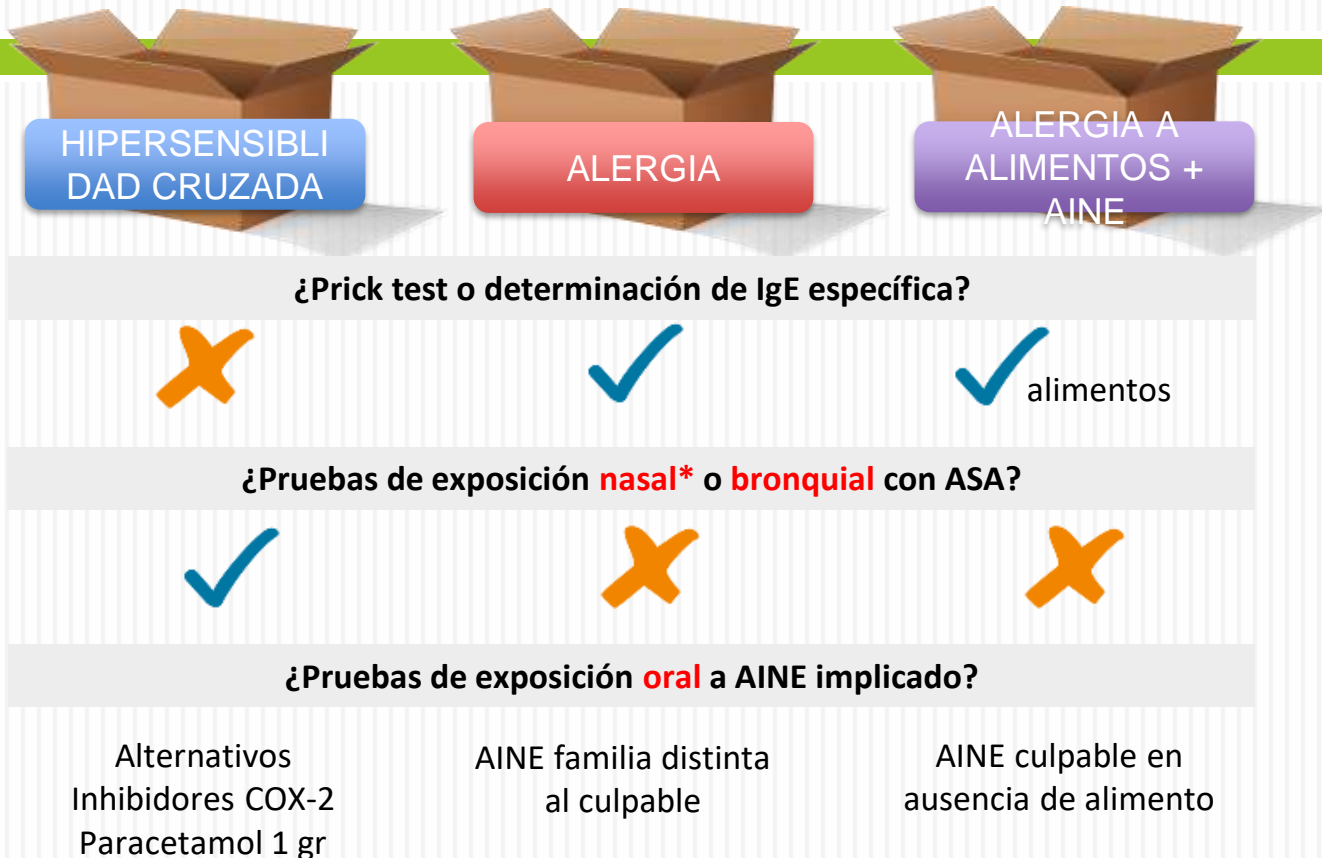 HIPERSENSIBLI
DAD CRUZADA
ALERGIA
ALERGIA A
ALIMENTOS +
AINE
¿Prick test o determinación de IgE específica?
alimentos
¿Pruebas de exposición nasal* o bronquial con ASA?
¿Pruebas de exposición oral a AINE implicado?
Alternativos
Inhibidores COX-2
Paracetamol 1 gr
AINE familia distinta
al culpable
AINE culpable en
ausencia de alimento